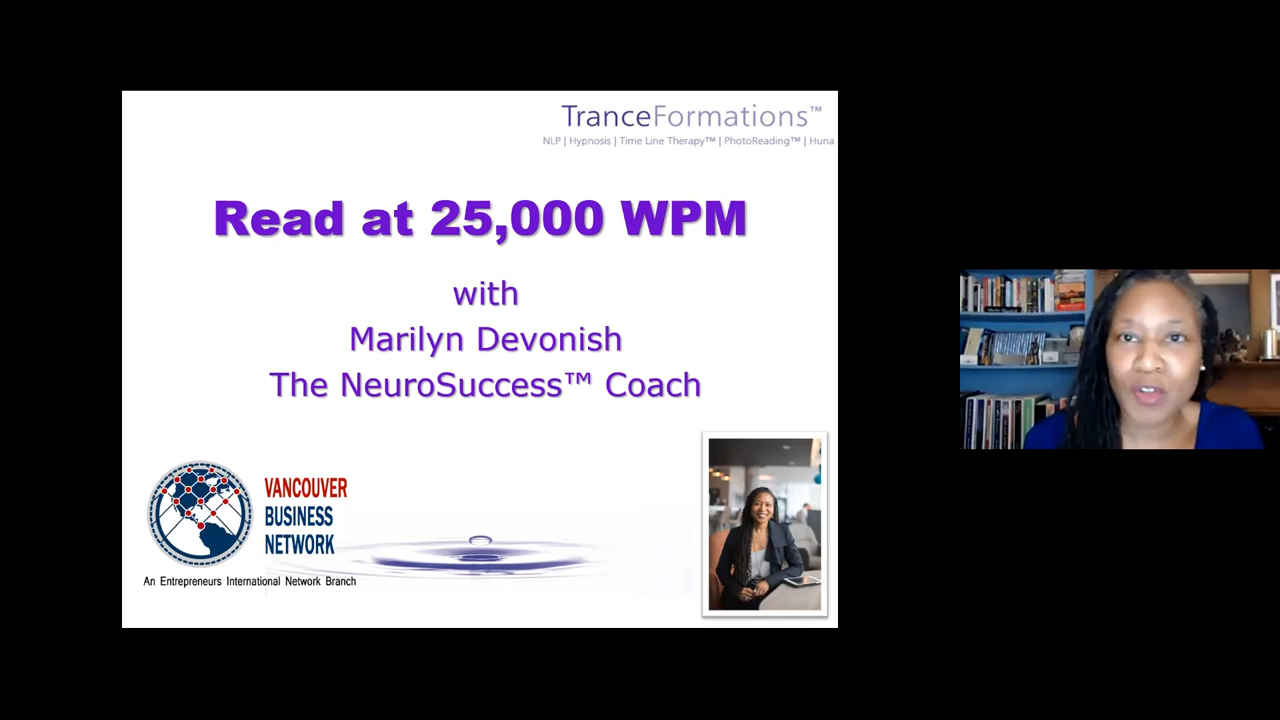 TranceFormations™
NLP | Hypnosis | Time Line Therapy™ | PhotoReading™ | Huna
Read at 25,000 WPM
with
Marilyn Devonish
The NeuroSuccess™ Coach
VANCOUVER
BUSINESS
NETWORK
An Entrepreneurs International Network Branch